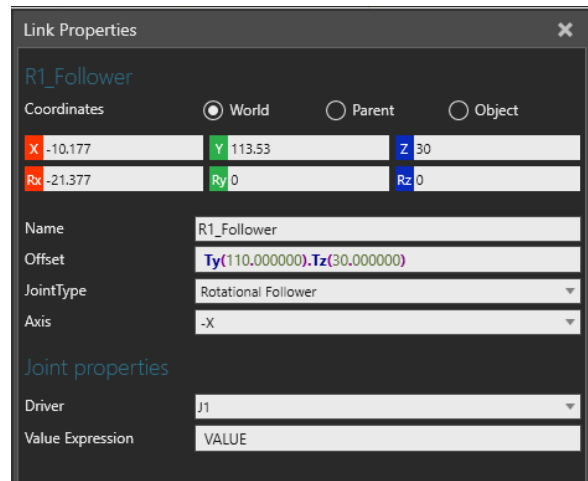 Link Properties
R1_Follower
Coordinates World Parent Object
X -10.177 Y 113.53 Z 30
Rx -21.377 Ry 0 Rz 0
Name R1_Follower
Offset Ty(110.000000).Tz(30.000000)
JointType Rotational Follower
Axis -X
Joint properties
Driver J1
Value Expression VALUE